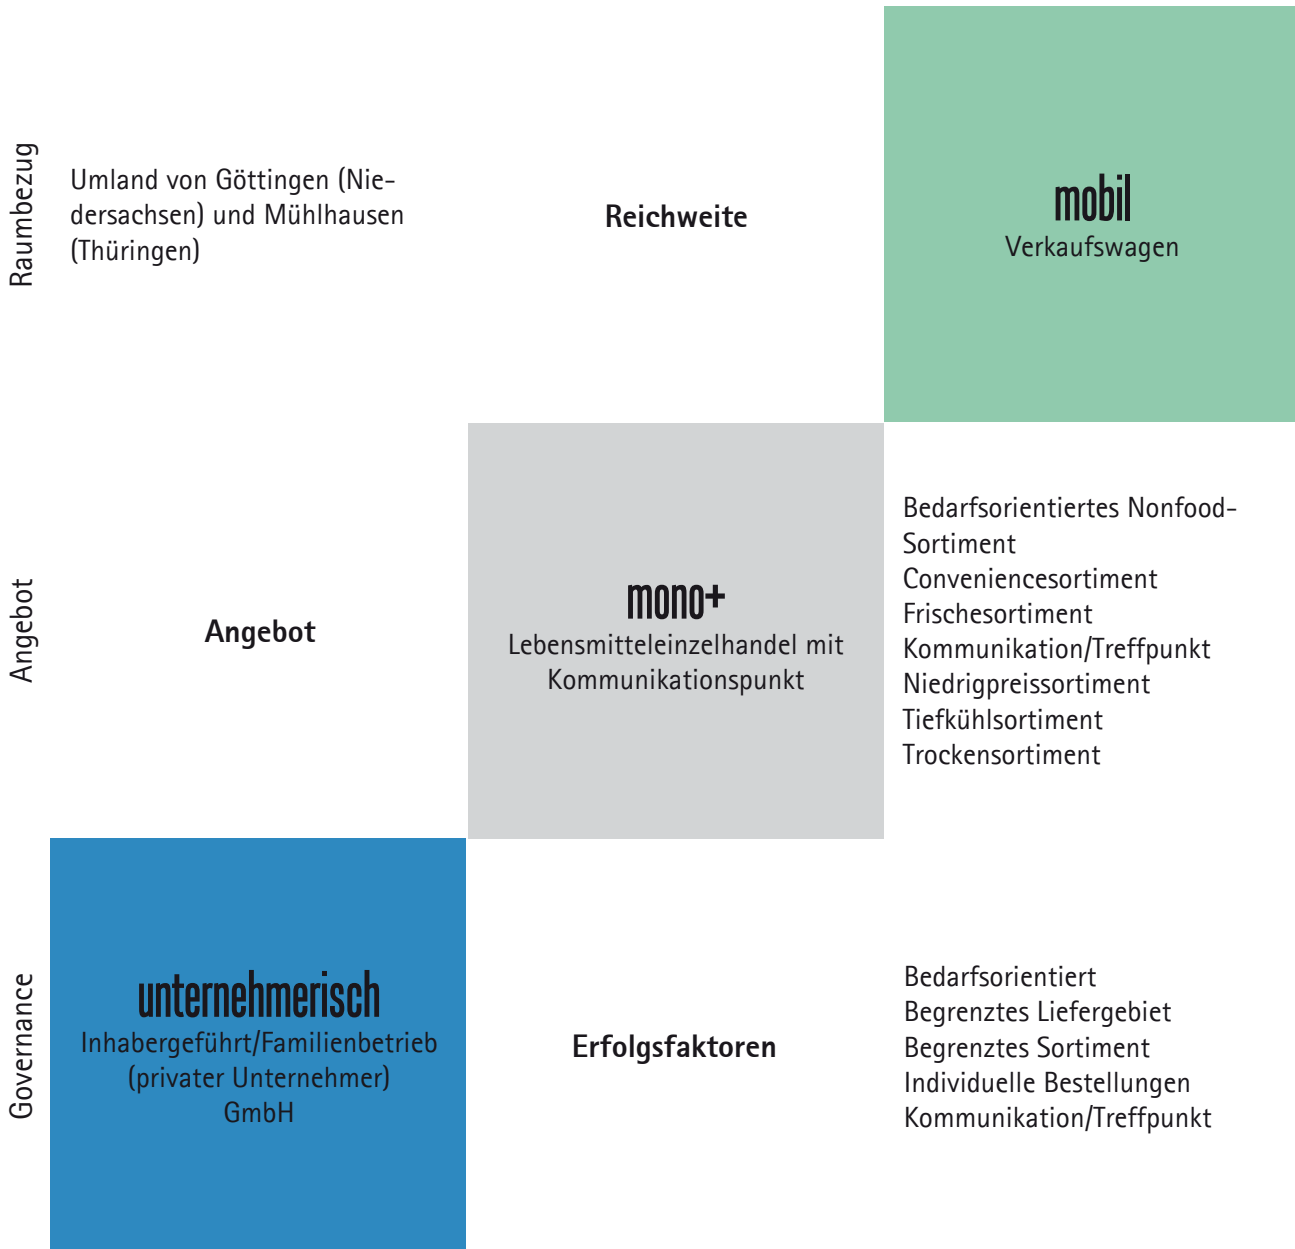 Raumbezug
Umland von Göttingen (Nie-
dersachsen) und Mühlhausen
(Thüringen)
Reichweite
mobil
Verkaufswagen
Angebot
Angebot
mono+
Lebensmitteleinzelhandel mit
Kommunikationspunkt
Bedarfsorientiertes Nonfood-
Sortiment
Conveniencesortiment
Frischesortiment
Kommunikation/Treffpunkt
Niedrigpreissortiment
Tiefkühlsortiment
Trockensortiment
Governance
unternehmerisch
Inhabergeführt/Familienbetrieb
(privater Unternehmer)
GmbH
Erfolgsfaktoren
Bedarfsorientiert
Begrenztes Liefergebiet
Begrenztes Sortiment
Individuelle Bestellungen
Kommunikation/Treffpunkt